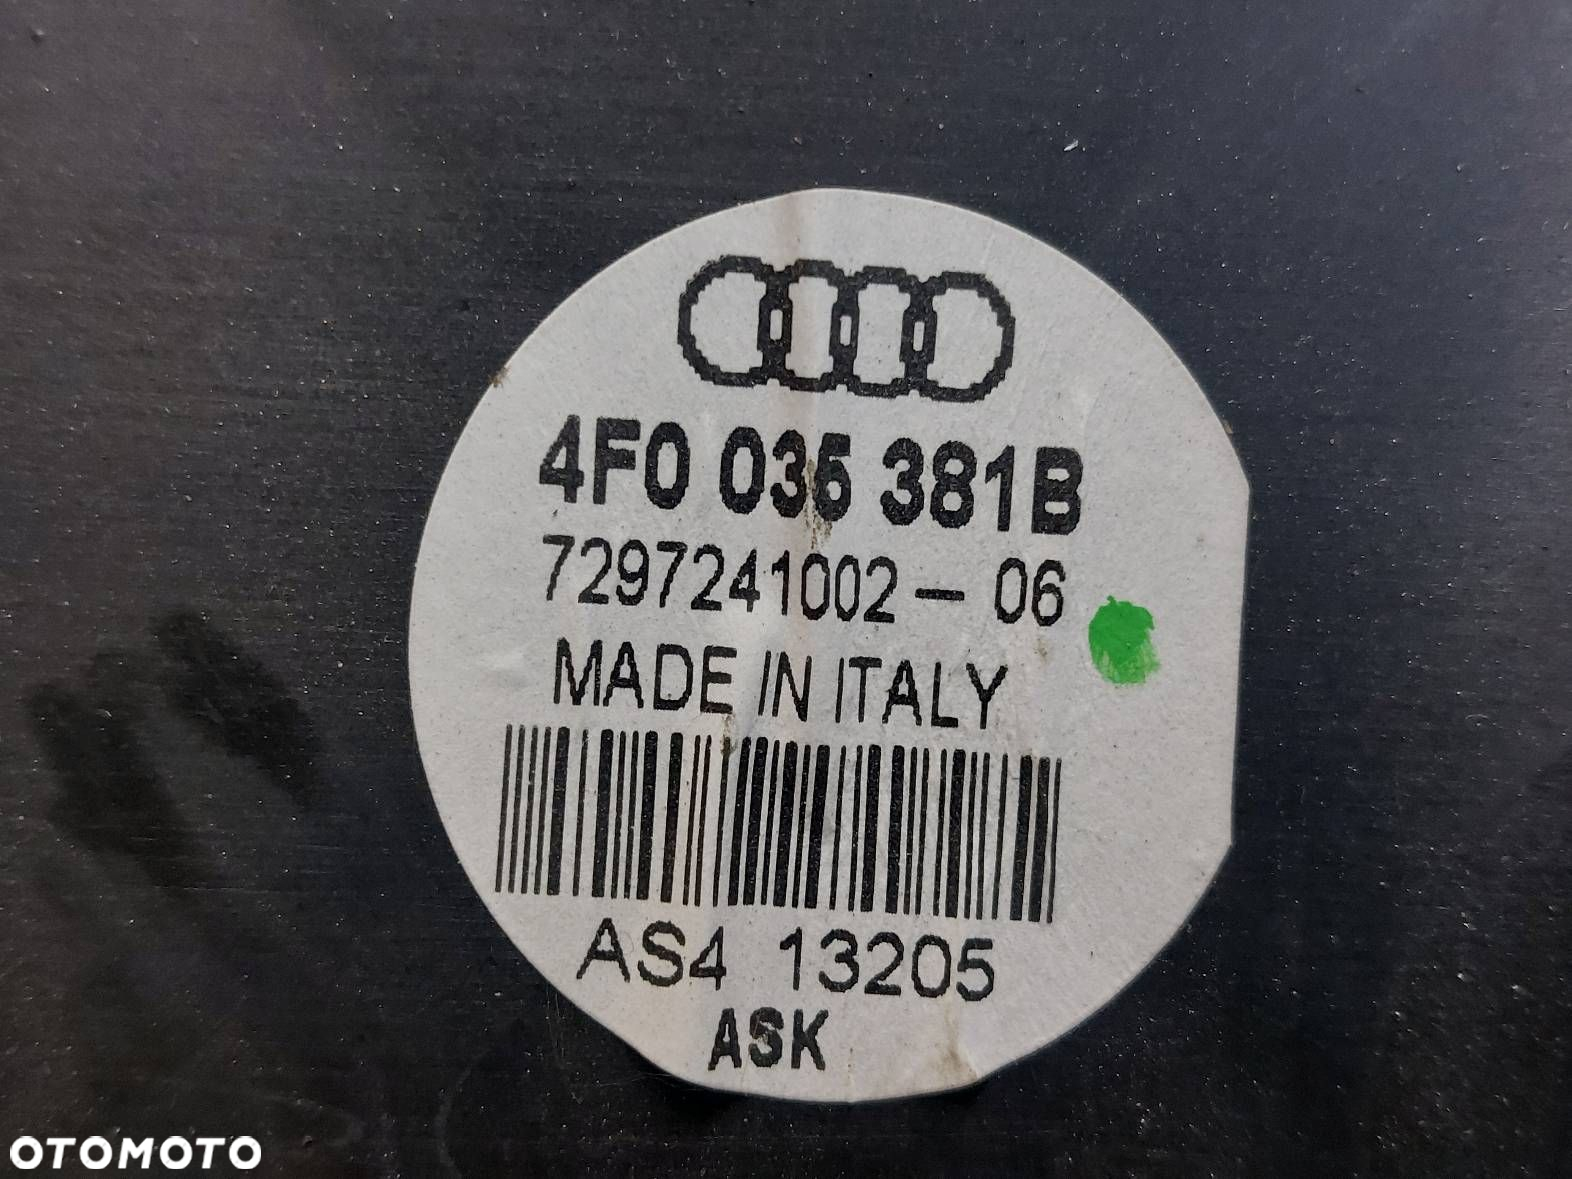 4F0 035 381B
7297241002 - 06
MADE IN ITALY
AS4 13205
ASK
OTOMOTO